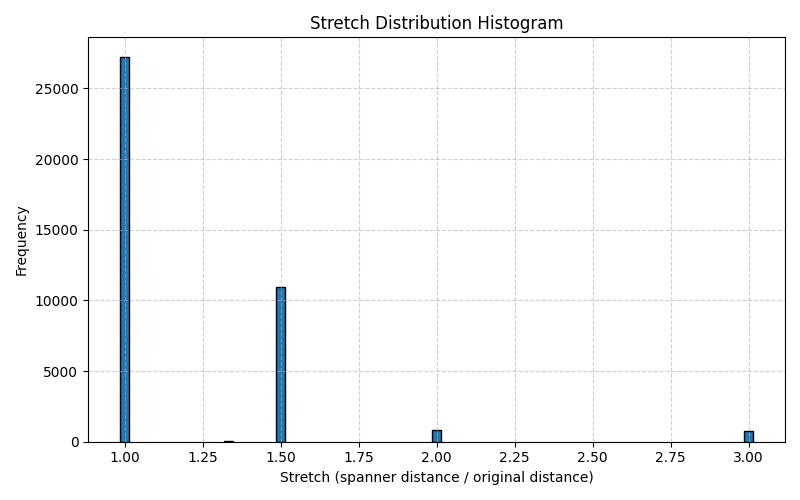 Stretch Distribution Histogram
Frequency
25000
20000
15000
10000
5000
0
1.00 1.25 1.50 1.75 2.00 2.25 2.50 2.75 3.00
Stretch (spanner distance / original distance)